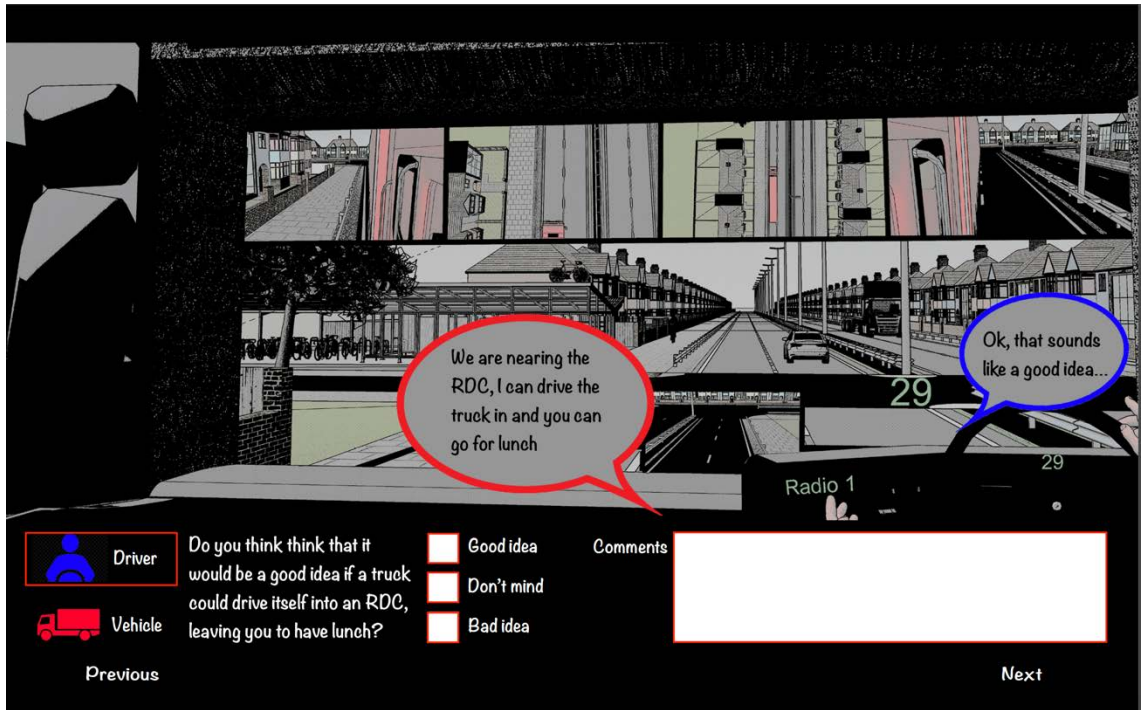 We are nearing the
RDC, I can drive the
truck in and you can
go for lunch
Ok, that sounds
like a good idea...
29
29
Radio 1
Driver
Vehicle
Do you think think that it
would be a good idea if a truck
could drive itself into an RDC,
leaving you to have lunch?
Good idea
Don't mind
Bad idea
Comments
Previous
Next